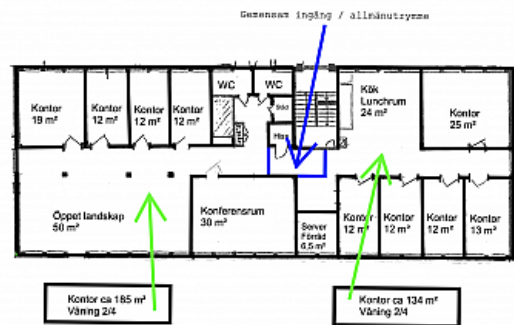 Gemensam ingång / allmänutrymme
WC
WC
Kök
Lunchrum
24 m²
Kontor
19 m²
Kontor
12 m²
Kontor
12 m²
Kontor
12 m²
Städ
Kontor
25 m²
Hiss
Öppet landskap
50 m²
Konferensrum
30 m²
Server
Förråd
6,5 m²
Kontor
12 m²
Kontor
12 m²
Kontor
12 m²
Kontor
13 m²
Kontor ca 185 m²
Våning 2/4
Kontor ca 134 m²
Våning 2/4